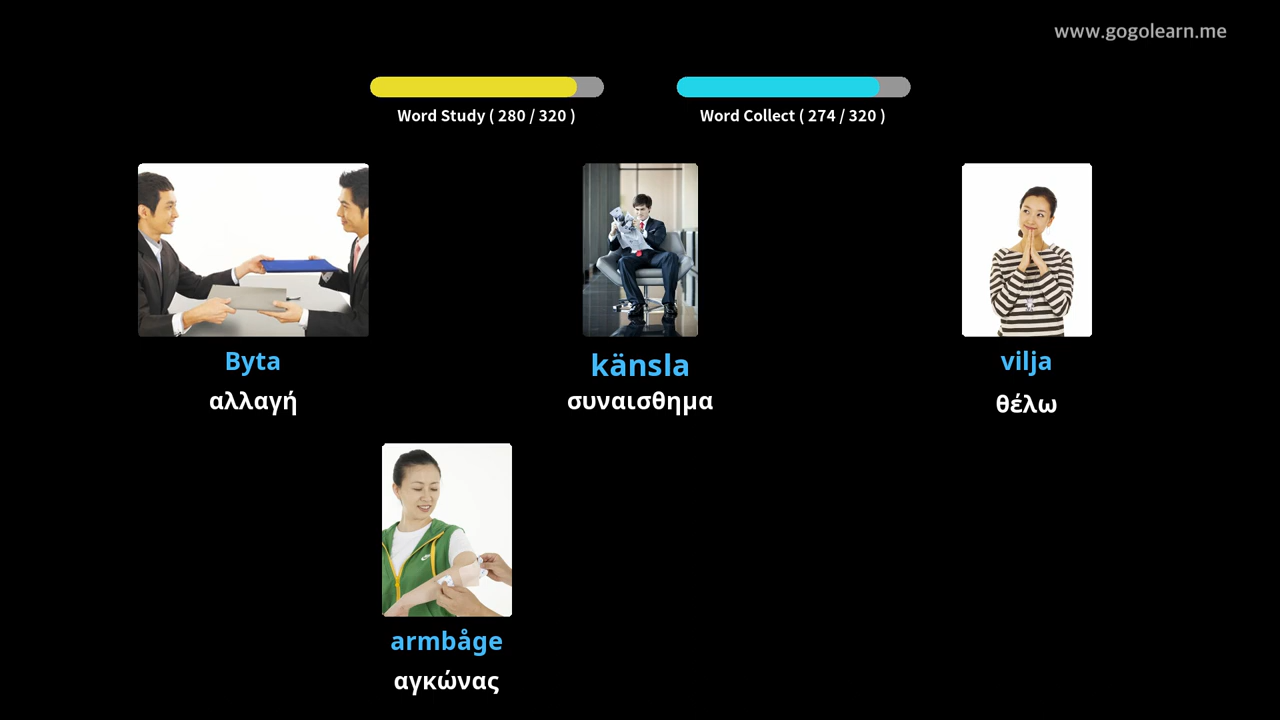 www.gogolearn.me
Word Study ( 280 / 320 )
Word Collect ( 274 / 320 )
Byta
känsla
vilja
αλλαγή
συναισθημα
θέλω
armbåge
αγκώνας